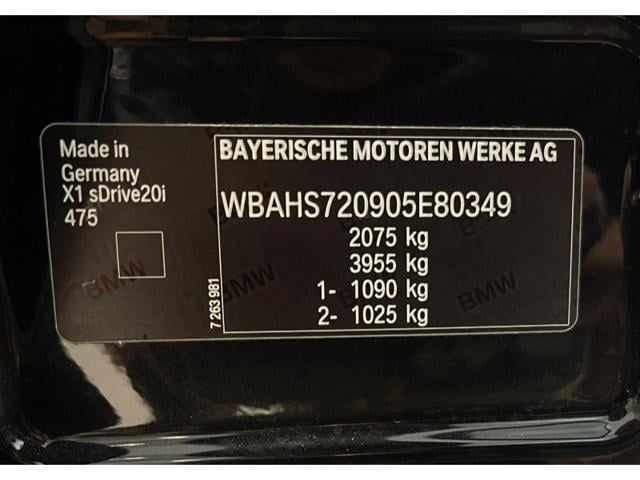 Made in
Germany
X1 sDrive20i
475
7 263 981
BAYERISCHE MOTOREN WERKE AG
WBAHS720905E80349
2075 kg
3955 kg
1- 1090 kg
2- 1025 kg
BMW
BMW